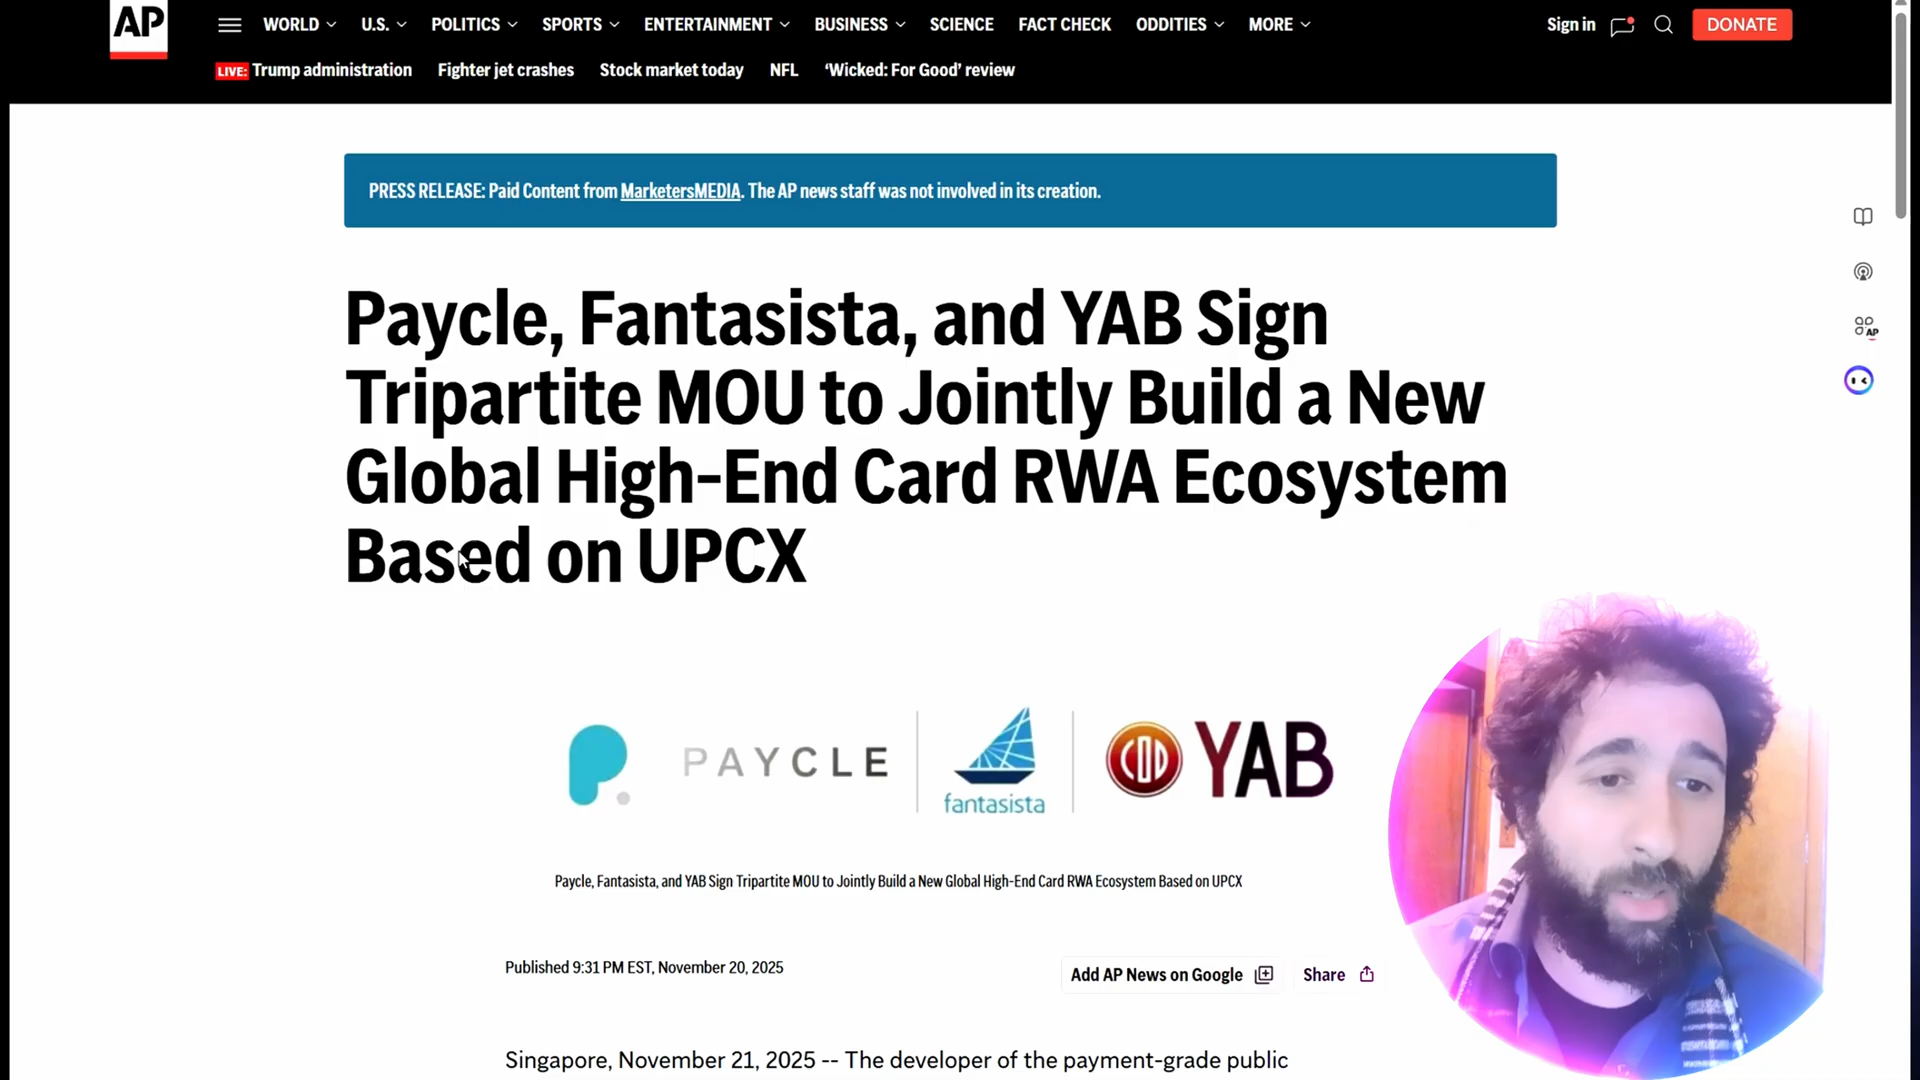 AP
WORLD U.S. POLITICS SPORTS ENTERTAINMENT BUSINESS SCIENCE FACT CHECK ODDITIES MORE Sign in DONATE
LIVE: Trump administration Fighter jet crashes Stock market today NFL ‘Wicked: For Good’ review
PRESS RELEASE: Paid Content from MarketersMEDIA. The AP news staff was not involved in its creation.
Paycle, Fantasista, and YAB Sign
Tripartite MOU to Jointly Build a New
Global High-End Card RWA Ecosystem
Based on UPCX
AP
PAYCLE fantasista CDD YAB
Paycle, Fantasista, and YAB Sign Tripartite MOU to Jointly Build a New Global High-End Card RWA Ecosystem Based on UPCX
Published 9:31 PM EST, November 20, 2025 Add AP News on Google Share
Singapore, November 21, 2025 -- The developer of the payment-grade public